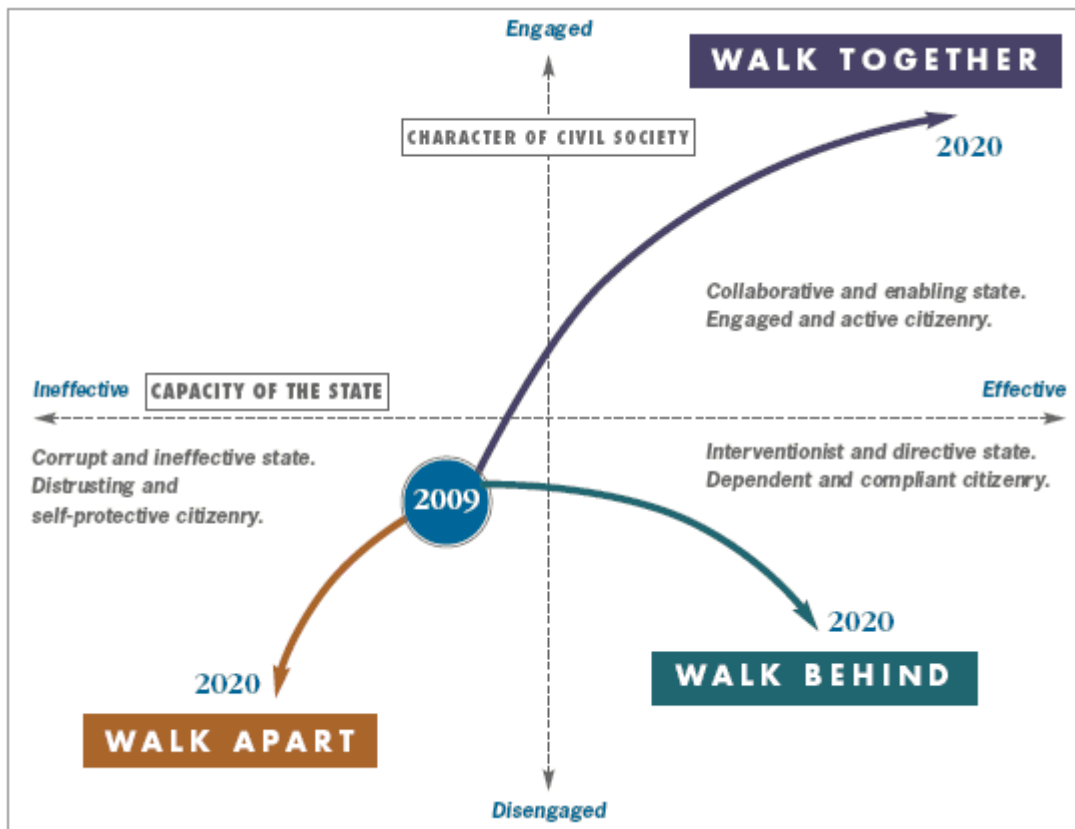 Engaged
WALK TOGETHER
CHARACTER OF CIVIL SOCIETY
2020
Collaborative and enabling state.
Engaged and active citizenry.
Ineffective
CAPACITY OF THE STATE
Effective
Corrupt and ineffective state.
Distrusting and
self-protective citizenry.
Interventionist and directive state.
Dependent and compliant citizenry.
2009
2020
WALK BEHIND
2020
WALK APART
Disengaged